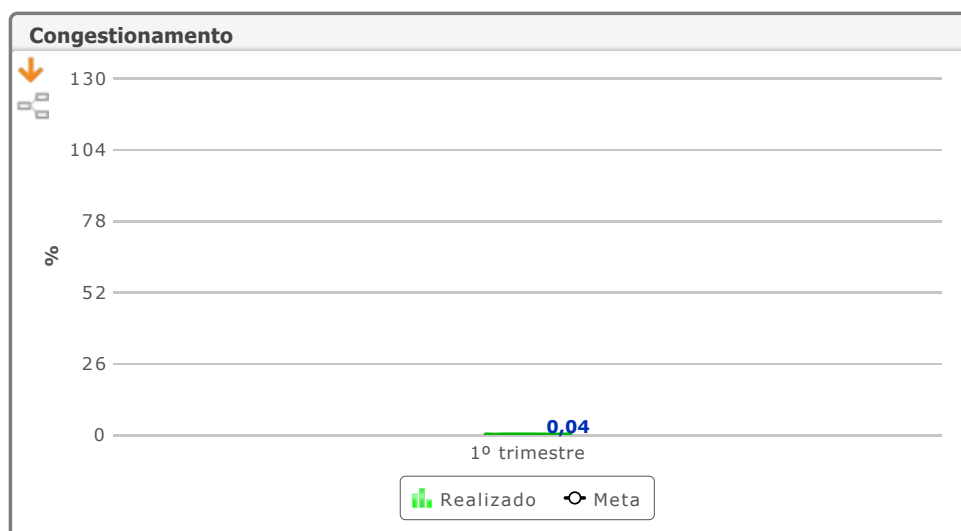 Congestionamento
130
104
78
%
52
26
0
0,04
1º trimestre
Realizado Meta